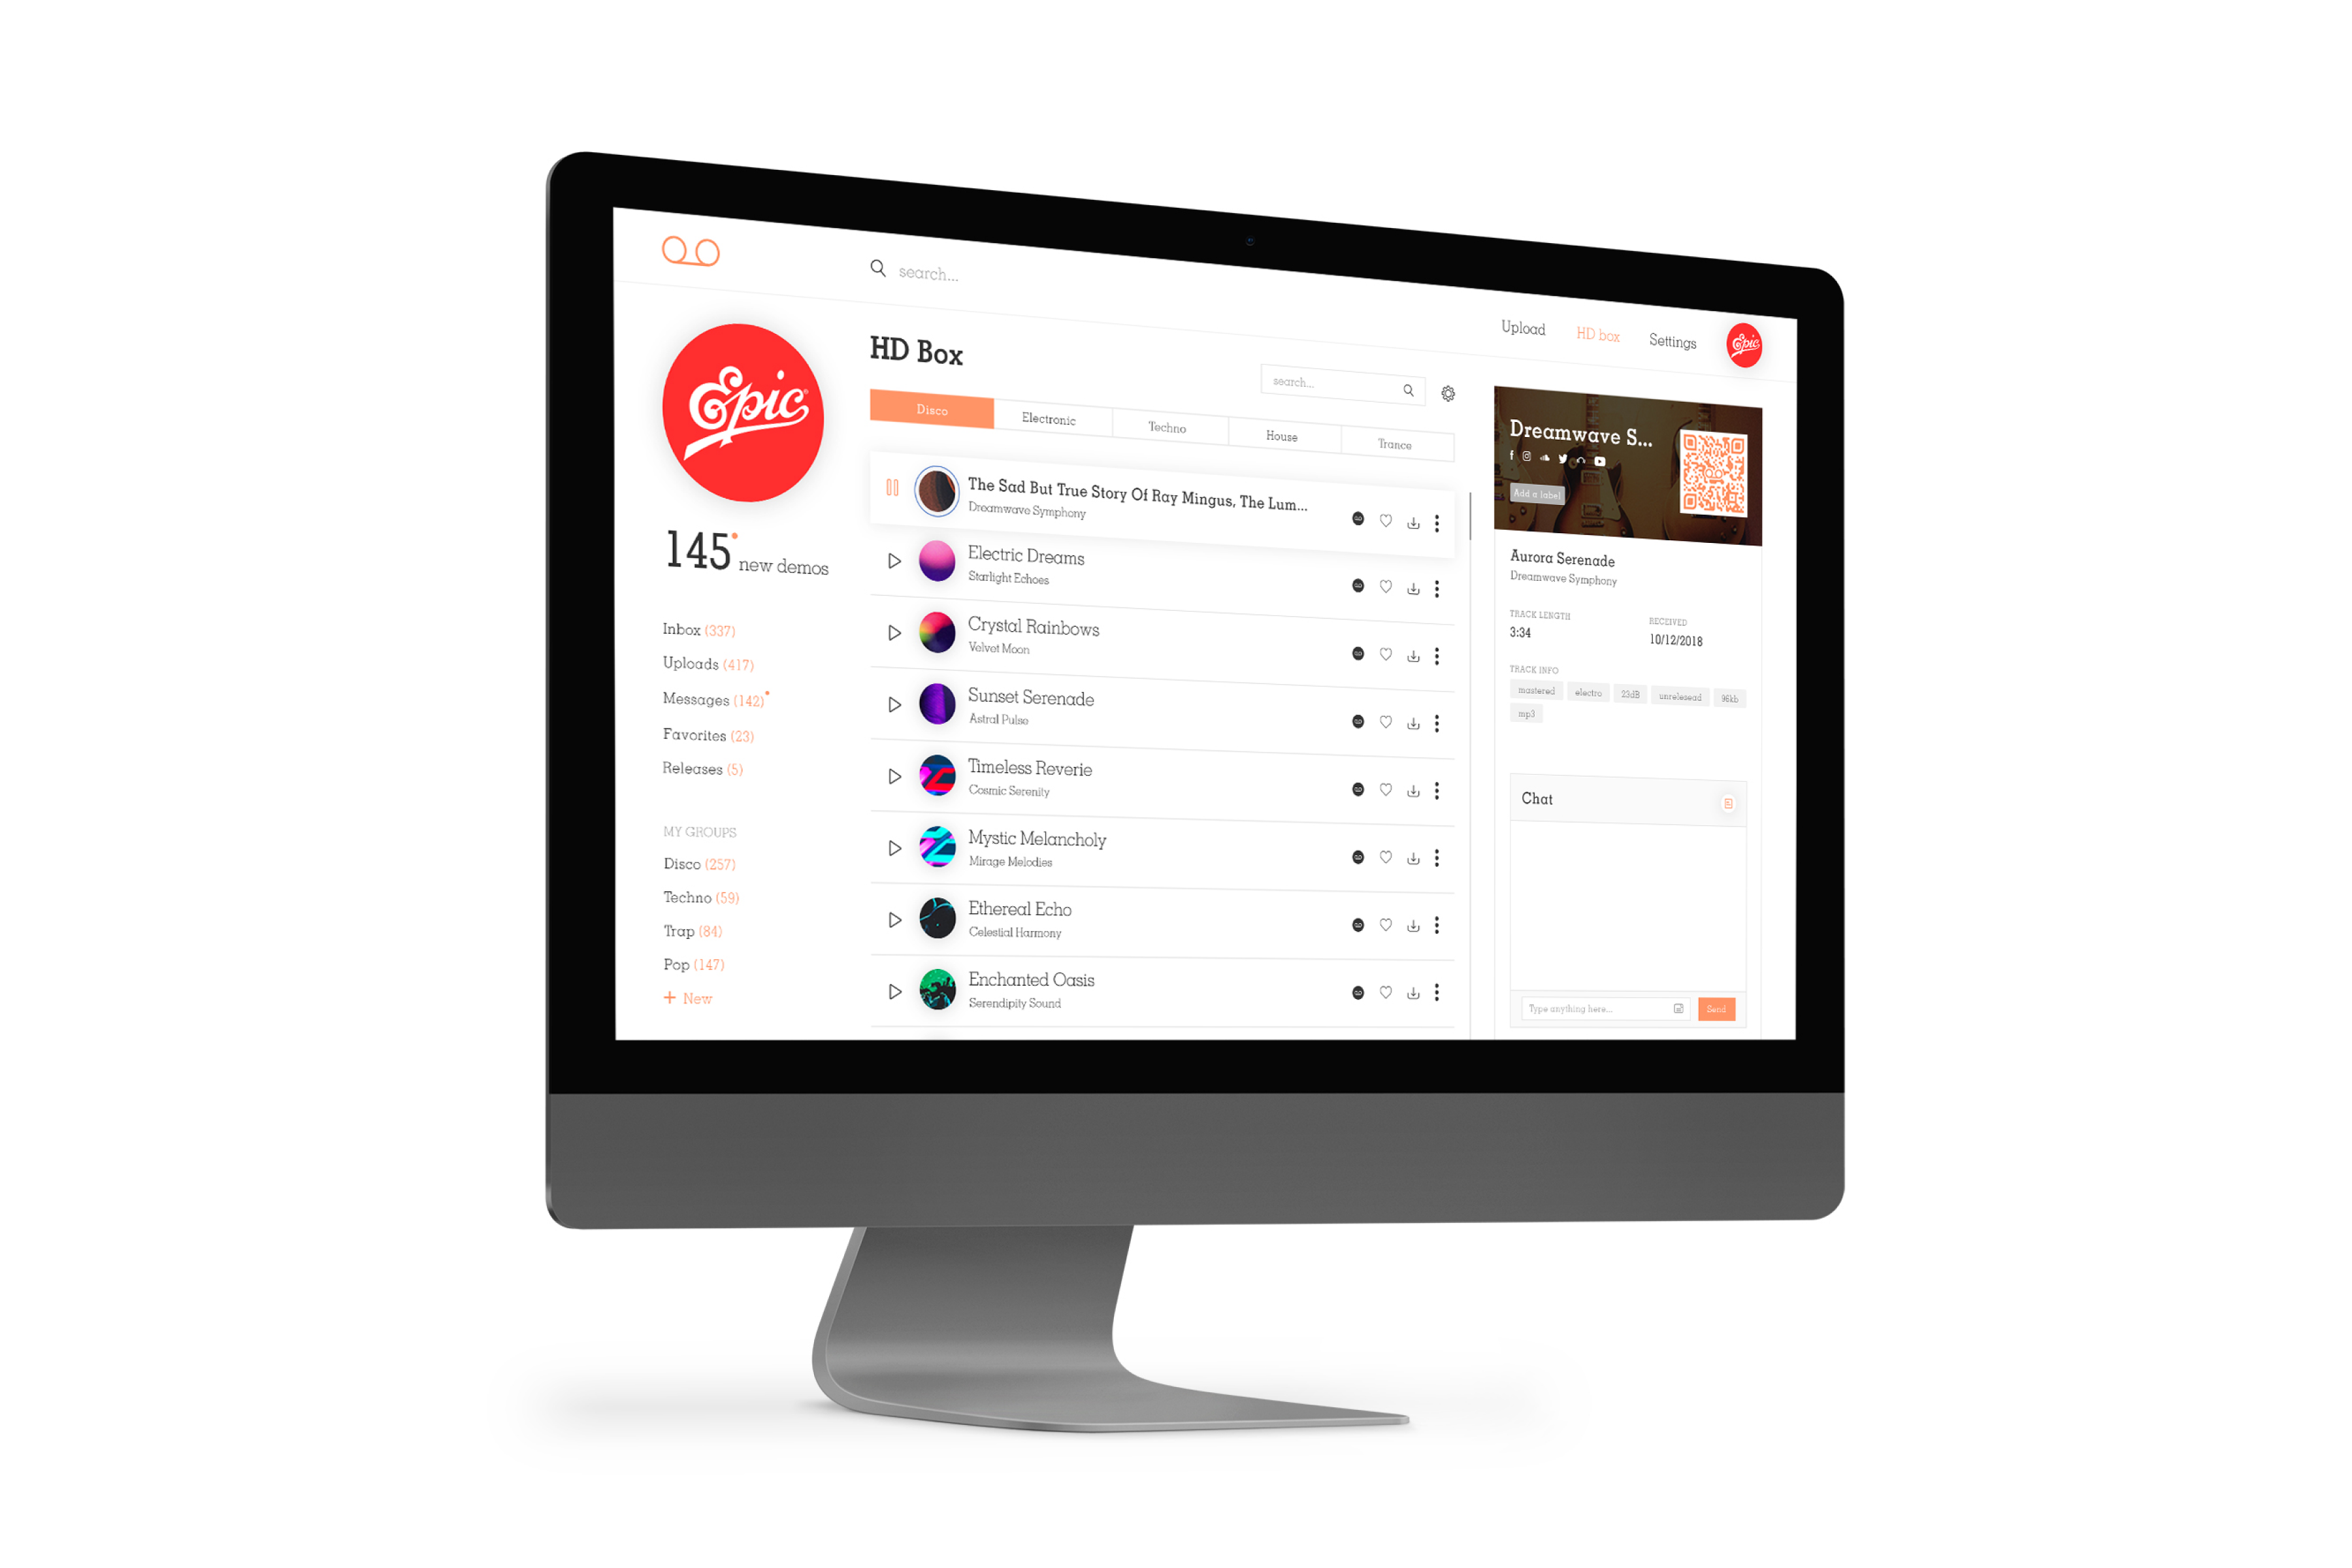 search...
Upload
HD box
Settings
Epic
Epic
145 new demos
Inbox (337)
Uploads (417)
Messages (142)
Favorites (23)
Releases (5)
MY GROUPS
Disco (257)
Techno (59)
Trap (84)
Pop (147)
+ New
HD Box
search...
Disco
Electronic
Techno
House
Trance
The Sad But True Story Of Ray Mingus, The Lum...
Dreamwave Symphony
Electric Dreams
Starlight Echoes
Crystal Rainbows
Velvet Moon
Sunset Serenade
Astral Pulse
Timeless Reverie
Cosmic Serenity
Mystic Melancholy
Mirage Melodies
Ethereal Echo
Celestial Harmony
Enchanted Oasis
Serendipity Sound
Dreamwave S...
Add a label
Aurora Serenade
Dreamwave Symphony
TRACK LENGTH
3:34
RECEIVED
10/12/2018
TRACK INFO
mastered
electro
23dB
unrelesead
96kb
mp3
Chat
Type anything here...
Send